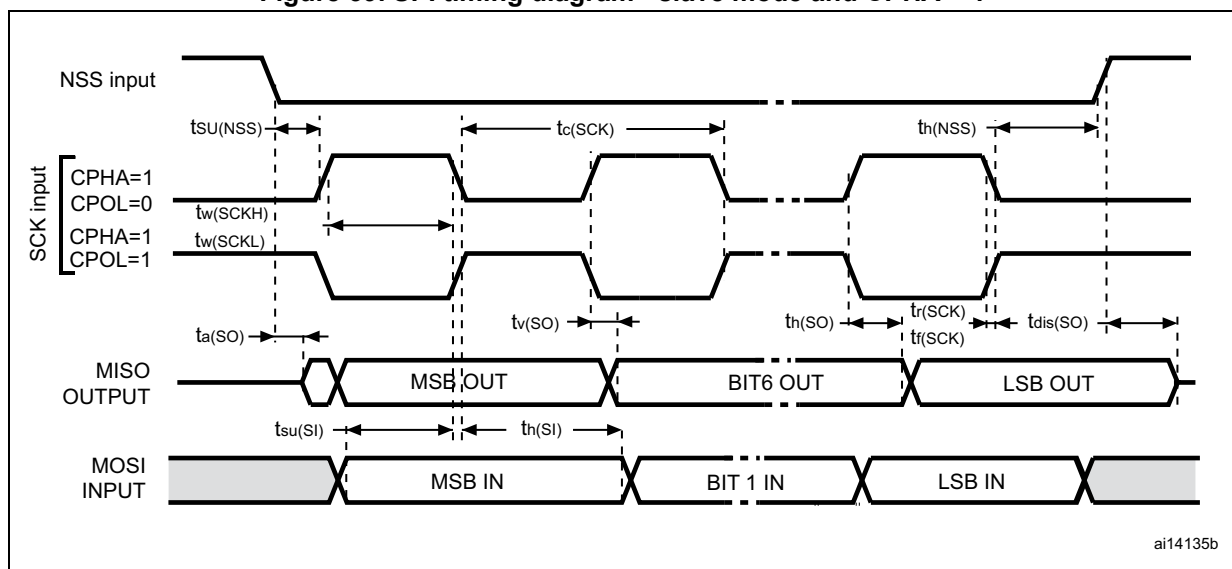 NSS input
tSU(NSS)
tc(SCK)
th(NSS)
SCK input
CPHA=1
CPOL=0
tw(SCKH)
CPHA=1
tw(SCKL)
CPOL=1
ta(SO)
tv(SO)
th(SO)
tr(SCK)
tf(SCK)
tdis(SO)
MISO
OUTPUT
MSB OUT
BIT6 OUT
LSB OUT
tsu(SI)
th(SI)
MOSI
INPUT
MSB IN
BIT 1 IN
LSB IN
ai14135b